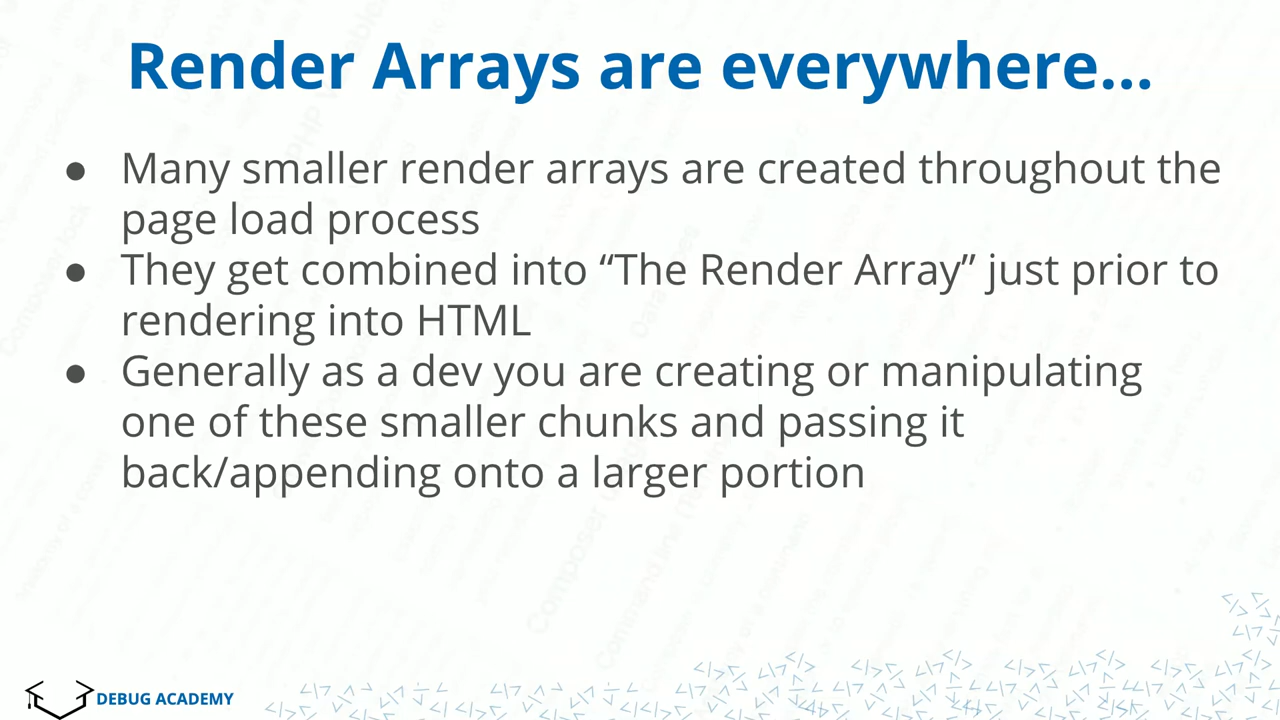 Render Arrays are everywhere...
● Many smaller render arrays are created throughout the
page load process
● They get combined into “The Render Array” just prior to
rendering into HTML
● Generally as a dev you are creating or manipulating
one of these smaller chunks and passing it
back/appending onto a larger portion
DEBUG ACADEMY